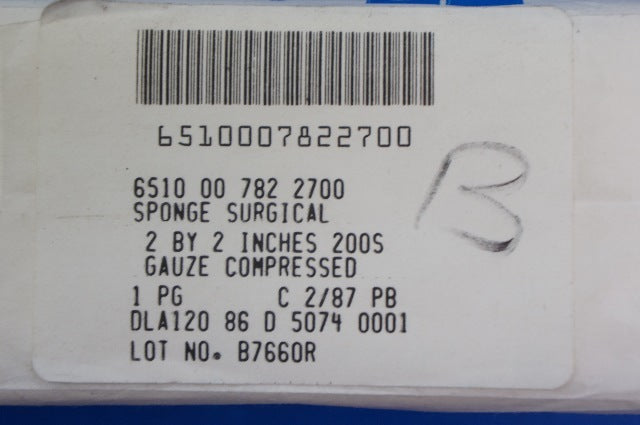 6510007822700
6510 00 782 2700
SPONGE SURGICAL
2 BY 2 INCHES 200S
GAUZE COMPRESSED
1 PG C 2/87 PB
DLA120 86 D 5074 0001
LOT NO. B7660R
B